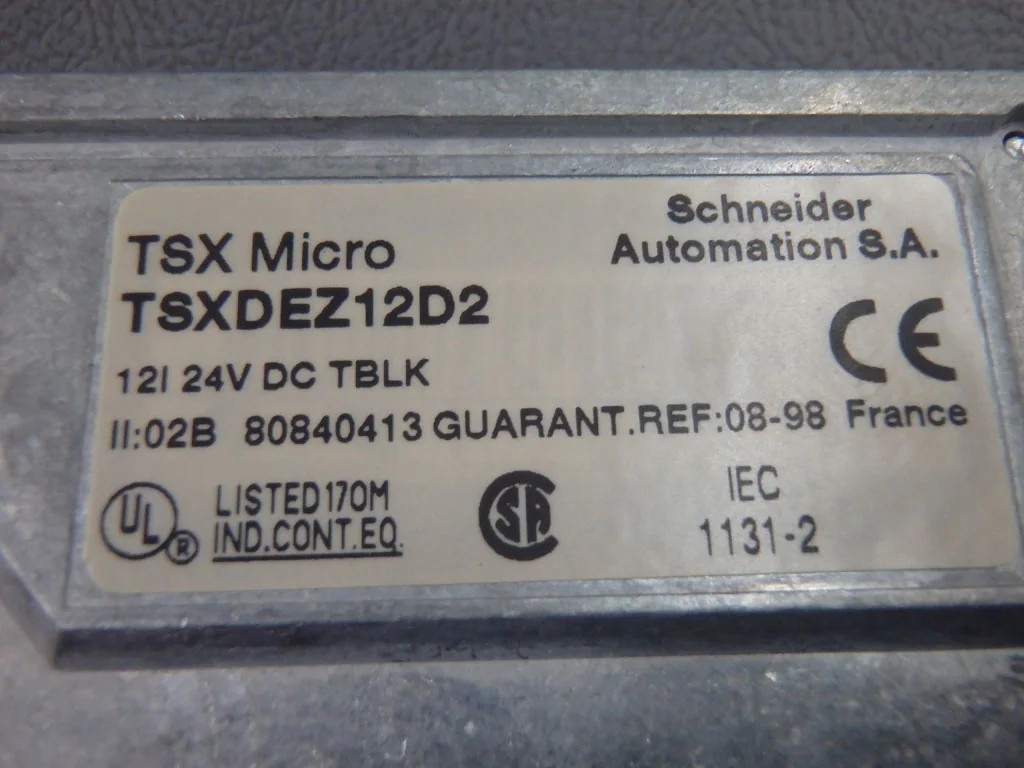 TSX Micro
Schneider
Automation S.A.
TSXDEZ12D2
CE
12I 24V DC TBLK
II:02B 80840413 GUARANT.REF:08-98 France
UL ® LISTED 170M
IND.CONT.EQ.
SA
IEC
1131-2